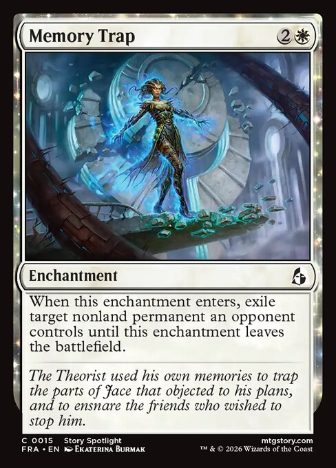 Memory Trap 2
Enchantment
When this enchantment enters, exile
target nonland permanent an opponent
controls until this enchantment leaves
the battlefield.
The Theorist used his own memories to trap
the parts of Jace that objected to his plans,
and to ensnare the friends who wished to
stop him.
C 0015 Story Spotlight mtgstory.com
FRA • EN Ekaterina Burmak ™ & © 2026 Wizards of the Coast